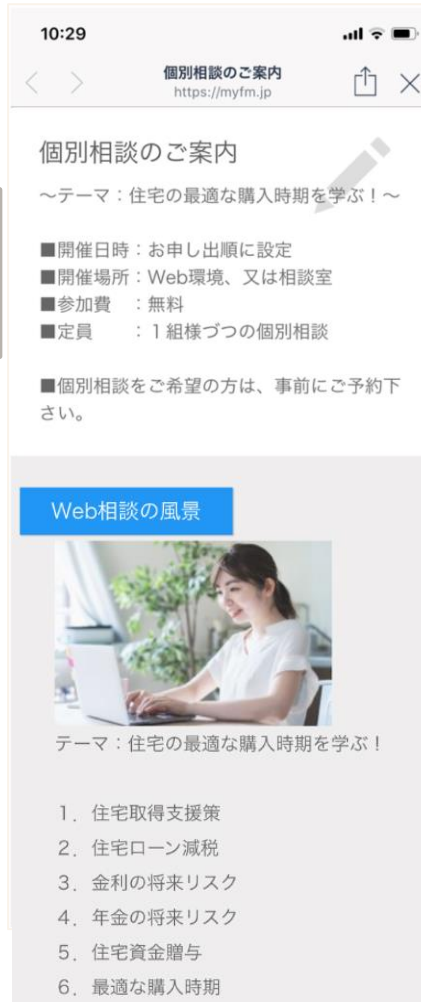 10:29
個別相談のご案内
https://myfm.jp
個別相談のご案内
～テーマ：住宅の最適な購入時期を学ぶ！～
■開催日時：お申し出順に設定
■開催場所：Web環境、又は相談室
■参加費　：無料
■定員　　：１組様づつの個別相談
■個別相談をご希望の方は、事前にご予約下
さい。
Web相談の風景
テーマ：住宅の最適な購入時期を学ぶ！
１．住宅取得支援策
２．住宅ローン減税
３．金利の将来リスク
４．年金の将来リスク
５．住宅資金贈与
６．最適な購入時期